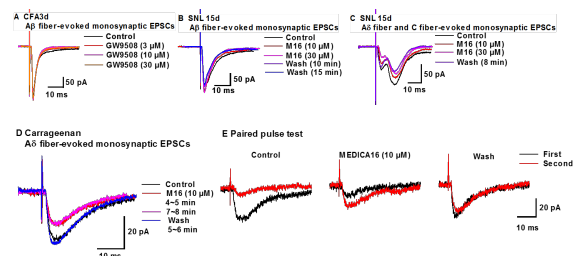 A CFA3d
Aβ fiber-evoked monosynaptic EPSCs
Control
GW9508 (3 μM)
GW9508 (10 μM)
GW9508 (30 μM)
50 pA
10 ms
B SNL 15d
Aβ fiber-evoked monosynaptic EPSCs
Control
M16 (10 μM)
M16 (30 μM)
Wash (10 min)
Wash (15 min)
50 pA
10 ms
C SNL 15d
Aδ fiber and C fiber-evoked monosynaptic EPSCs
Control
M16 (10 μM)
M16 (30 μM)
Wash (8 min)
50 pA
10 ms
D Carrageenan
Aδ fiber-evoked monosynaptic EPSCs
Control
M16 (10 μM)
4~5 min
7~8 min
Wash
5~6 min
20 pA
10 ms
E Paired pulse test
Control
MEDICA16 (10 μM)
Wash
First
Second
20 pA
10 ms